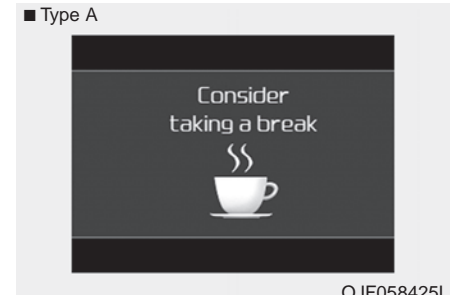 ■ Type A
Consider
taking a break
OJF058425L